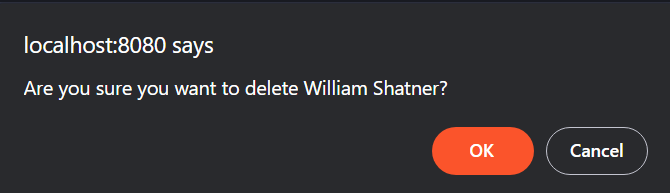 localhost:8080 says
Are you sure you want to delete William Shatner?
OK
Cancel